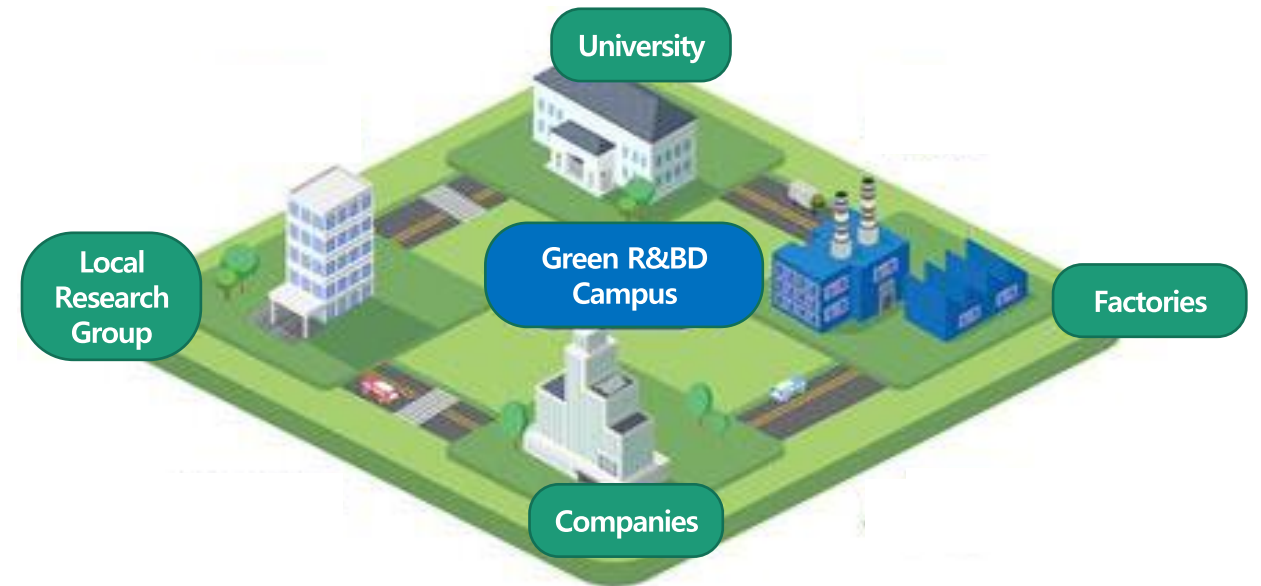 University
Green R&BD
Campus
Local
Research
Group
Factories
Companies